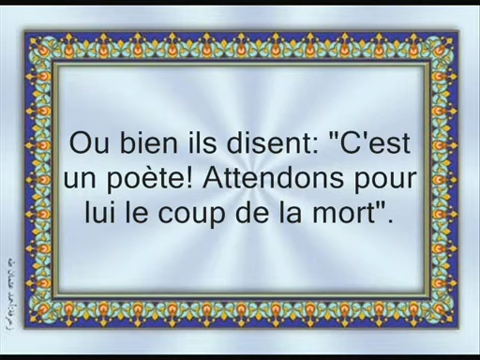 Ou bien ils disent: "C'est
un poète! Attendons pour
lui le coup de la mort".